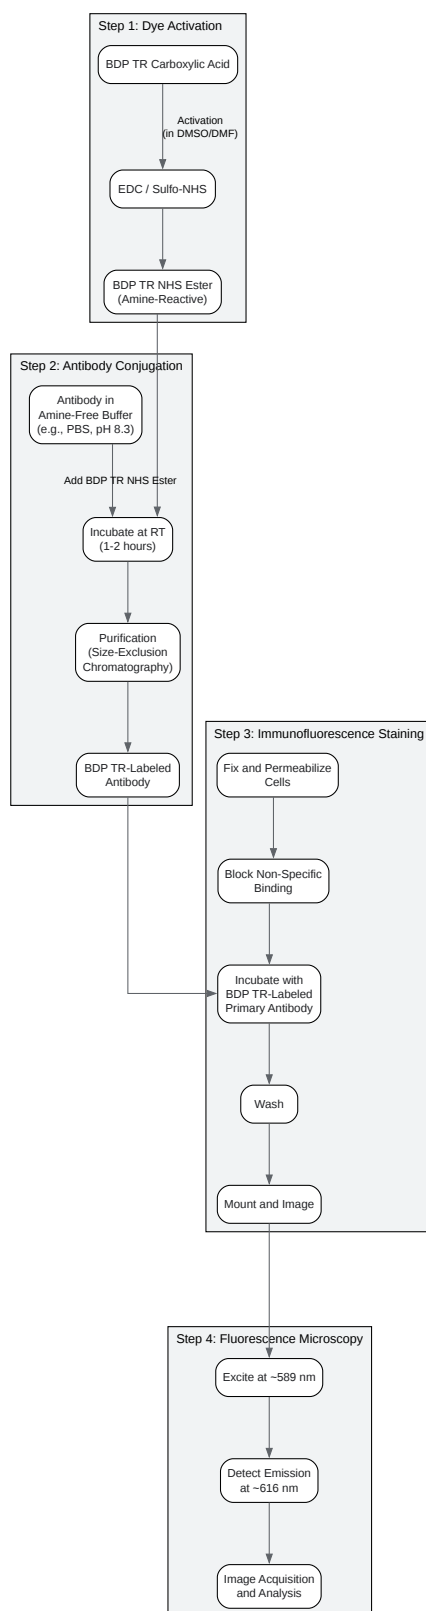 Step 1: Dye Activation
BDP TR Carboxylic Acid
Activation
(in DMSO/DMF)
EDC / Sulfo-NHS
BDP TR NHS Ester
(Amine-Reactive)
Step 2: Antibody Conjugation
Antibody in
Amine-Free Buffer
(e.g., PBS, pH 8.3)
Add BDP TR NHS Ester
Incubate at RT
(1-2 hours)
Purification
(Size-Exclusion
Chromatography)
BDP TR-Labeled
Antibody
Step 3: Immunofluorescence Staining
Fix and Permeabilize
Cells
Block Non-Specific
Binding
Incubate with
BDP TR-Labeled
Primary Antibody
Wash
Mount and Image
Step 4: Fluorescence Microscopy
Excite at ~589 nm
Detect Emission
at ~616 nm
Image Acquisition
and Analysis